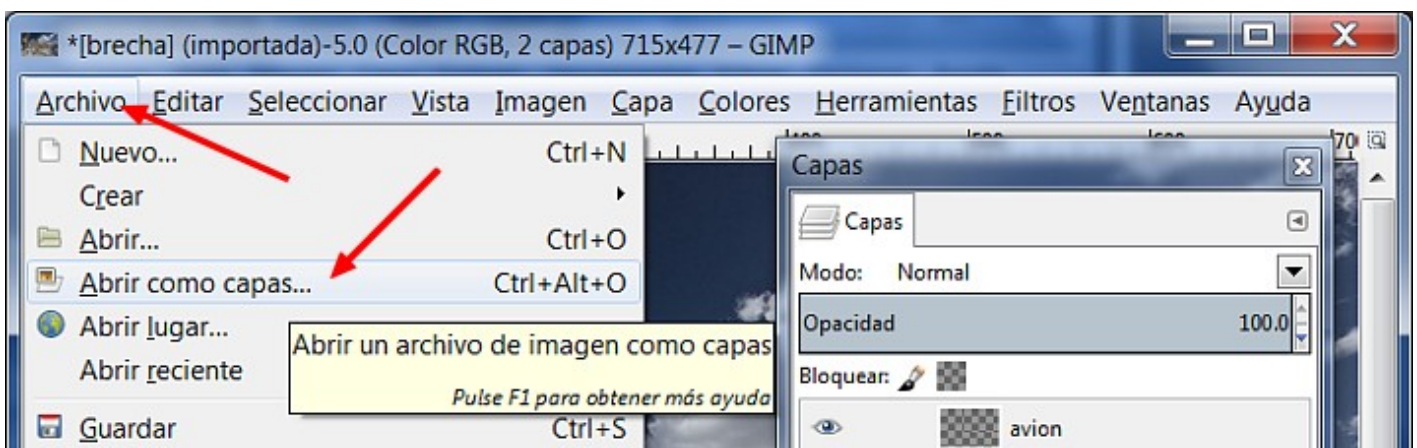 *[brecha] (importada)-5.0 (Color RGB, 2 capas) 715x477 – GIMP
Archivo Editar Seleccionar Vista Imagen Capa Colores Herramientas Filtros Ventanas Ayuda
Nuevo... Ctrl+N
Crear
Abrir... Ctrl+O
Abrir como capas... Ctrl+Alt+O
Abrir lugar...
Abrir un archivo de imagen como capas
Abrir reciente
Pulse F1 para obtener más ayuda
Guardar Ctrl+S
Capas
Capas
Modo: Normal
Opacidad 100.0
Bloquear:
avion